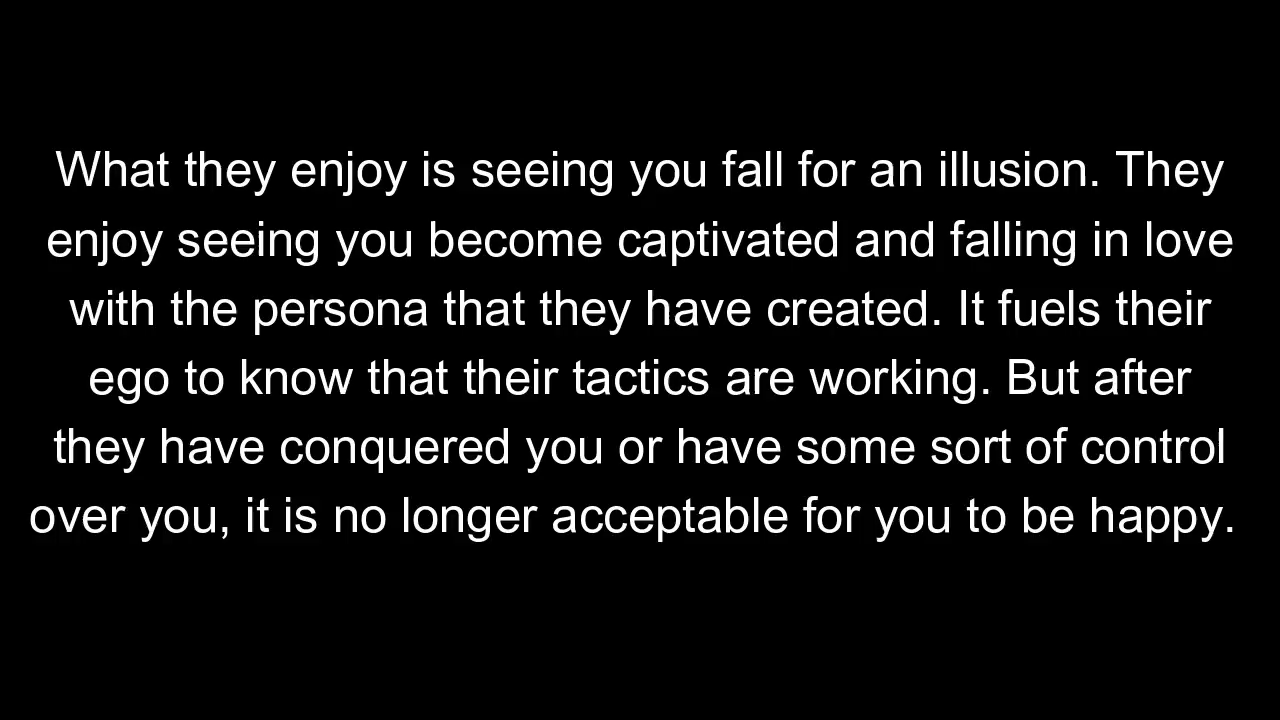 What they enjoy is seeing you fall for an illusion. They
enjoy seeing you become captivated and falling in love
with the persona that they have created. It fuels their
ego to know that their tactics are working. But after
they have conquered you or have some sort of control
over you, it is no longer acceptable for you to be happy.